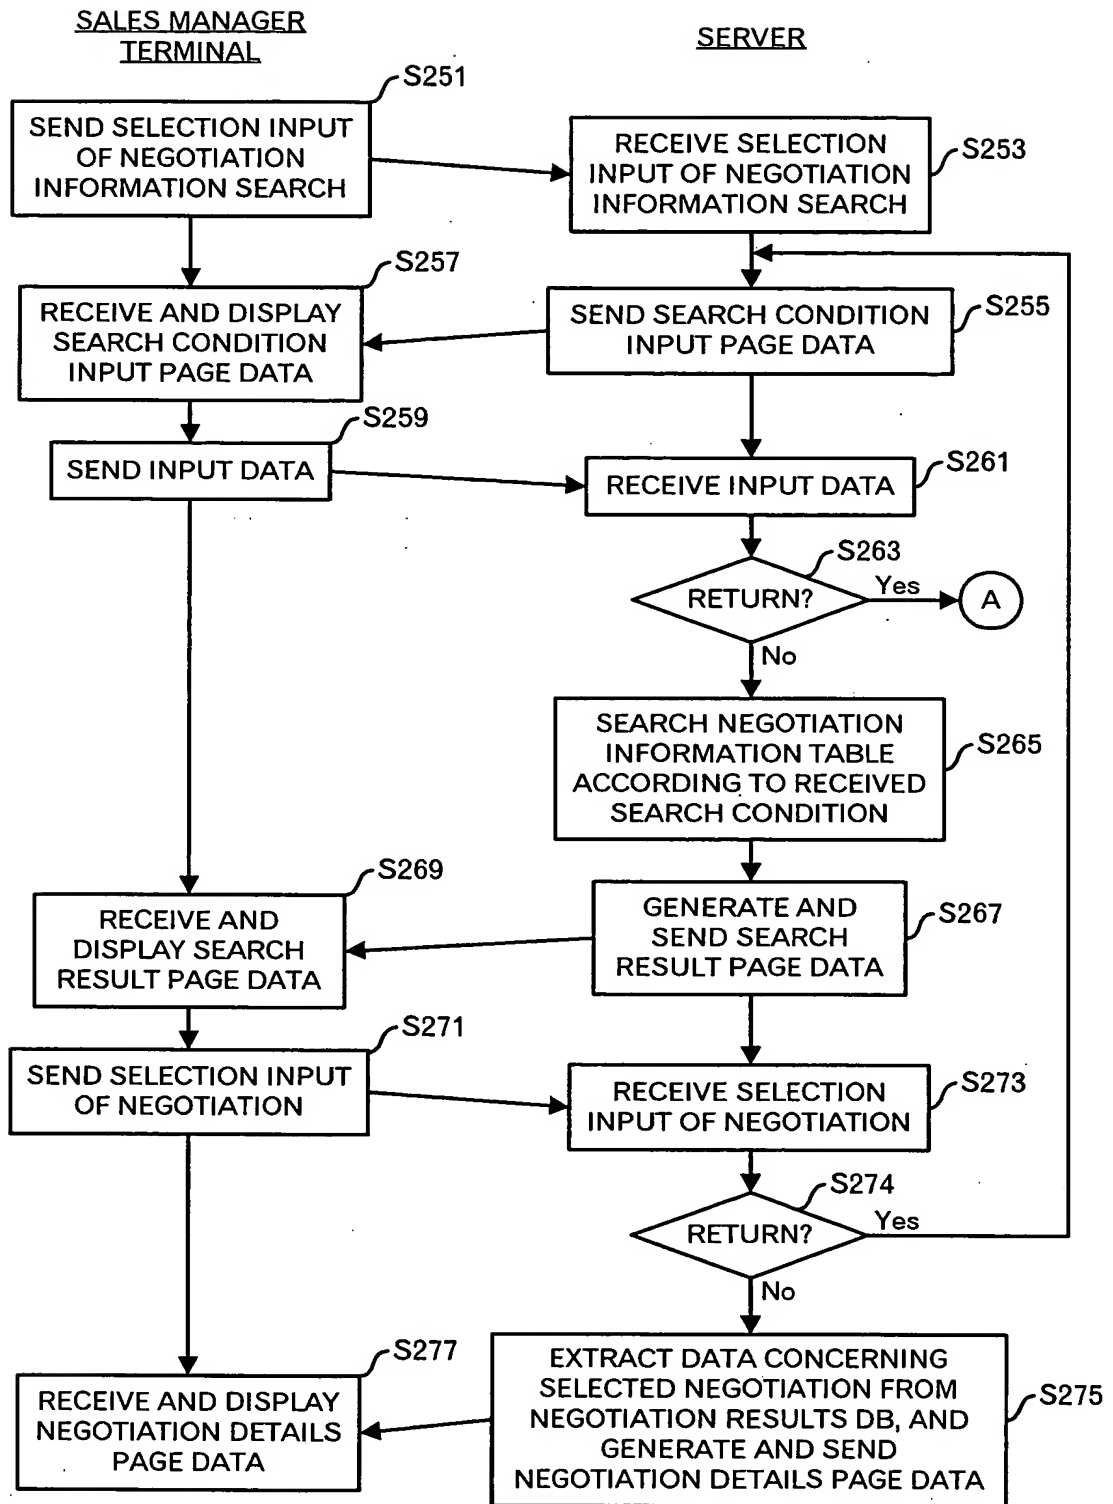 SALES MANAGER
TERMINAL
SERVER
S251
SEND SELECTION INPUT
OF NEGOTIATION
INFORMATION SEARCH
S253
RECEIVE SELECTION
INPUT OF NEGOTIATION
INFORMATION SEARCH
S257
RECEIVE AND DISPLAY
SEARCH CONDITION
INPUT PAGE DATA
S255
SEND SEARCH CONDITION
INPUT PAGE DATA
S259
SEND INPUT DATA
S261
RECEIVE INPUT DATA
S263
RETURN?
Yes
A
No
S265
SEARCH NEGOTIATION
INFORMATION TABLE
ACCORDING TO RECEIVED
SEARCH CONDITION
S269
RECEIVE AND
DISPLAY SEARCH
RESULT PAGE DATA
S267
GENERATE AND
SEND SEARCH
RESULT PAGE DATA
S271
SEND SELECTION INPUT
OF NEGOTIATION
S273
RECEIVE SELECTION
INPUT OF NEGOTIATION
S274
RETURN?
Yes
No
S277
RECEIVE AND DISPLAY
NEGOTIATION DETAILS
PAGE DATA
S275
EXTRACT DATA CONCERNING
SELECTED NEGOTIATION FROM
NEGOTIATION RESULTS DB, AND
GENERATE AND SEND
NEGOTIATION DETAILS PAGE DATA